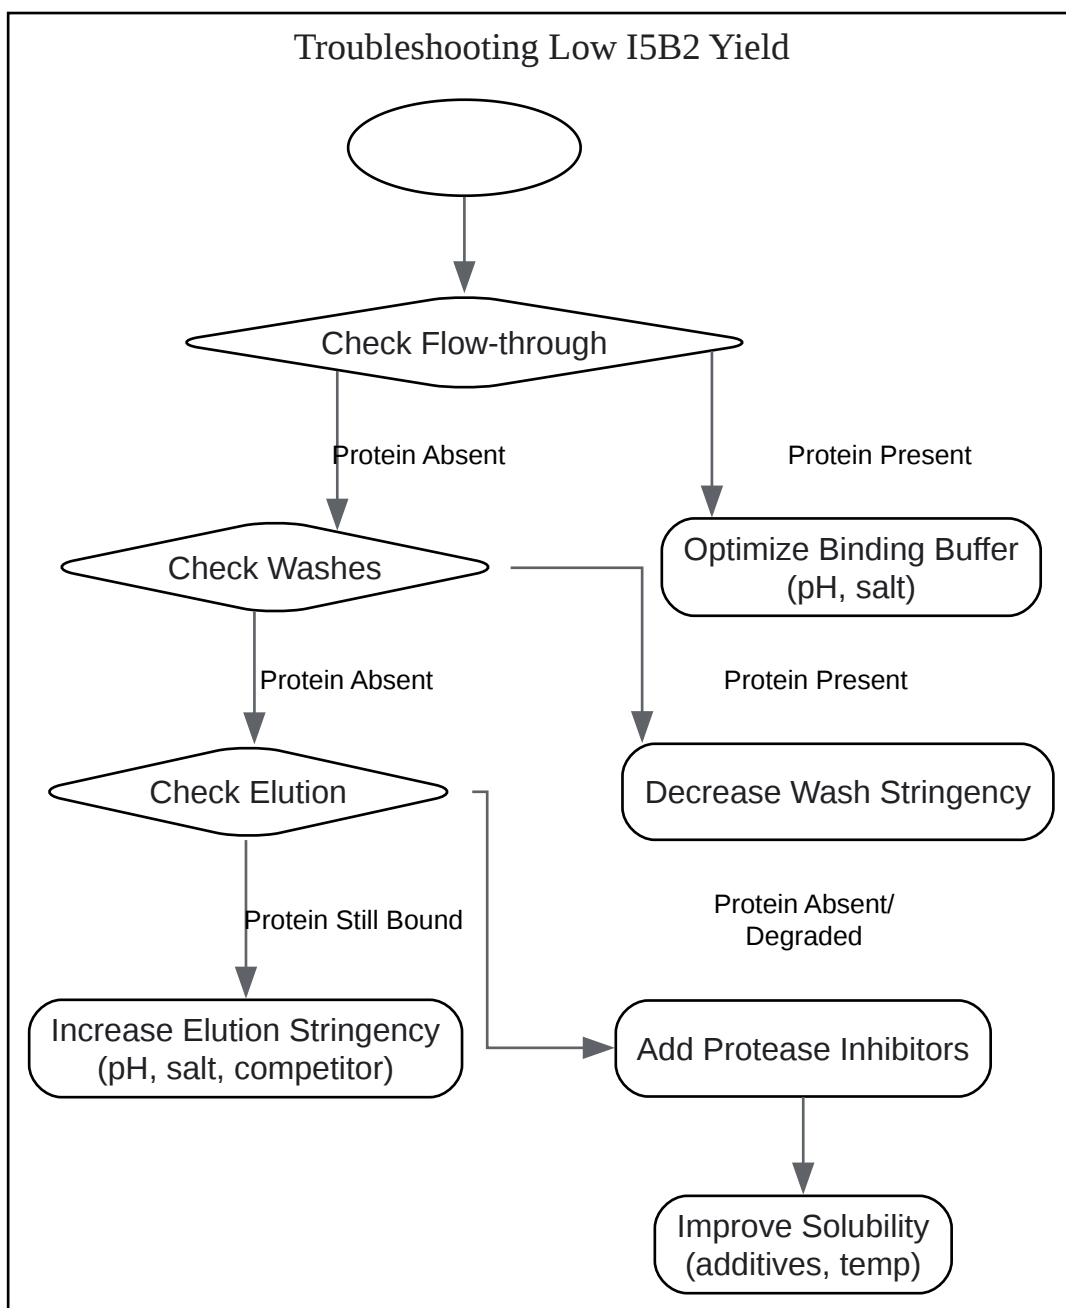 Troubleshooting Low I5B2 Yield
Check Flow-through
Protein Absent
Protein Present
Optimize Binding Buffer
(pH, salt)
Check Washes
Protein Absent
Protein Present
Check Elution
Decrease Wash Stringency
Protein Still Bound
Protein Absent/
Degraded
Increase Elution Stringency
(pH, salt, competitor)
Add Protease Inhibitors
Improve Solubility
(additives, temp)